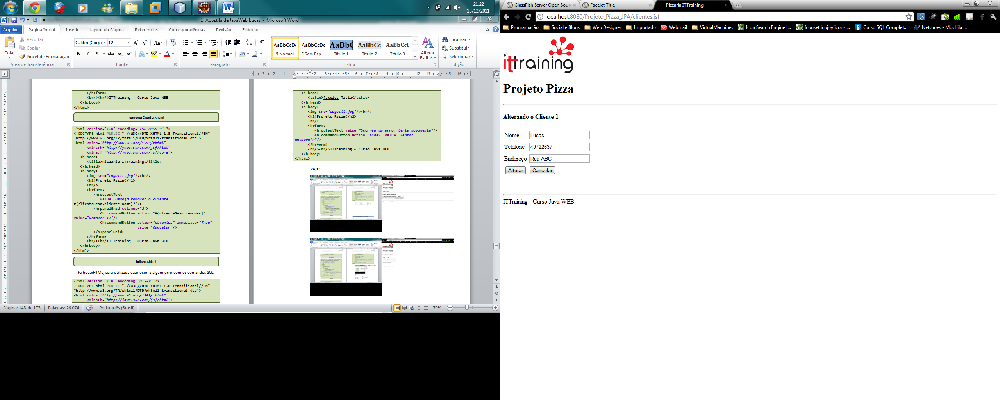 21:22
13/12/2011
1. Apostila de JavaWeb Lucas - Microsoft Word
Arquivo Página Inicial Inserir Layout da Página Referências Correspondências Revisão Exibição
Colar
Recortar
Copiar
Pincel de Formatação
Área de Transferência
Calibri (Corpo 12
Fonte
Parágrafo
AaBbCcDc AaBbCcDc AaBbC AaBbCc AaBbCcI
¶ Normal ¶ Sem Esp... Título 1 Título 2 Título 3
Alterar Estilos
Estilo
Localizar
Substituir
Selecionar
Edição
</h:form>
<br/><hr/>ITTraining - Curso Java WEB
</h:body>
</html>
removerCliente.xhtml
<?xml version='1.0' encoding='ISO-8859-9' ?>
<!DOCTYPE html PUBLIC "-//W3C//DTD XHTML 1.0 Transitional//EN"
"http://www.w3.org/TR/xhtml1/DTD/xhtml1-transitional.dtd">
<html xmlns="http://www.w3.org/1999/xhtml"
xmlns:h="http://java.sun.com/jsf/html"
xmlns:f="http://java.sun.com/jsf/core">
<h:head>
<title>Pizzaria ITTraining</title>
</h:head>
<h:body>
<img src="LogoItt.jpg"/><br/>
<h1>Projeto Pizza</h1>
<hr/>
<h:form>
<h:outputText
value="Deseja remover o cliente
#{clienteBean.cliente.nome}?"/>
<h:panelGrid columns="2">
<h:commandButton action="#{clienteBean.remover}"
value="Remover >>"/>
<h:commandButton action="clientes" immediate="True"
value="Cancelar"/>
</h:panelGrid>
</h:form>
<br/><hr/>ITTraining - Curso Java WEB
</h:body>
</html>
falhou.xhtml
Falhou.xHTML, será utilizada caso ocorra algum erro com os comandos SQL
<?xml version='1.0' encoding='UTF-8' ?>
<!DOCTYPE html PUBLIC "-//W3C//DTD XHTML 1.0 Transitional//EN"
"http://www.w3.org/TR/xhtml1/DTD/xhtml1-transitional.dtd">
<html xmlns="http://www.w3.org/1999/xhtml"
xmlns:h="http://java.sun.com/jsf/html">
<h:head>
<title>Facelet Title</title>
</h:head>
<h:body>
<img src="LogoItt.jpg"/><br/>
<h1>Projeto Pizza</h1>
<hr/>
<h:form>
<h:outputText value="Ocorreu um erro, tente novamente"/>
<h:commandButton action="index" value="Tentar
novamente"/>
</h:form>
<br/><hr/>ITTraining - Curso Java WEB
</h:body>
</html>
Veja:
Página: 148 de 173 Palavras: 26.074 Português (Brasil) 70%
GlassFish Server Open Sour Facelet Title Pizzaria ITTraining
localhost:8080/Projeto_Pizza_JPA/clientes.jsf
Programação Social e Blogs Web Designer Importado Webmail VirtualMachines Icon Search Engine |... Iconset:icojoy icons ... Curso SQL Complet... Netshoes - Mochila ...
ittraining
Projeto Pizza
Alterando o Cliente 1
Nome Lucas
Telefone 49722637
Endereço Rua ABC
Alterar Cancelar
ITTraining - Curso Java WEB